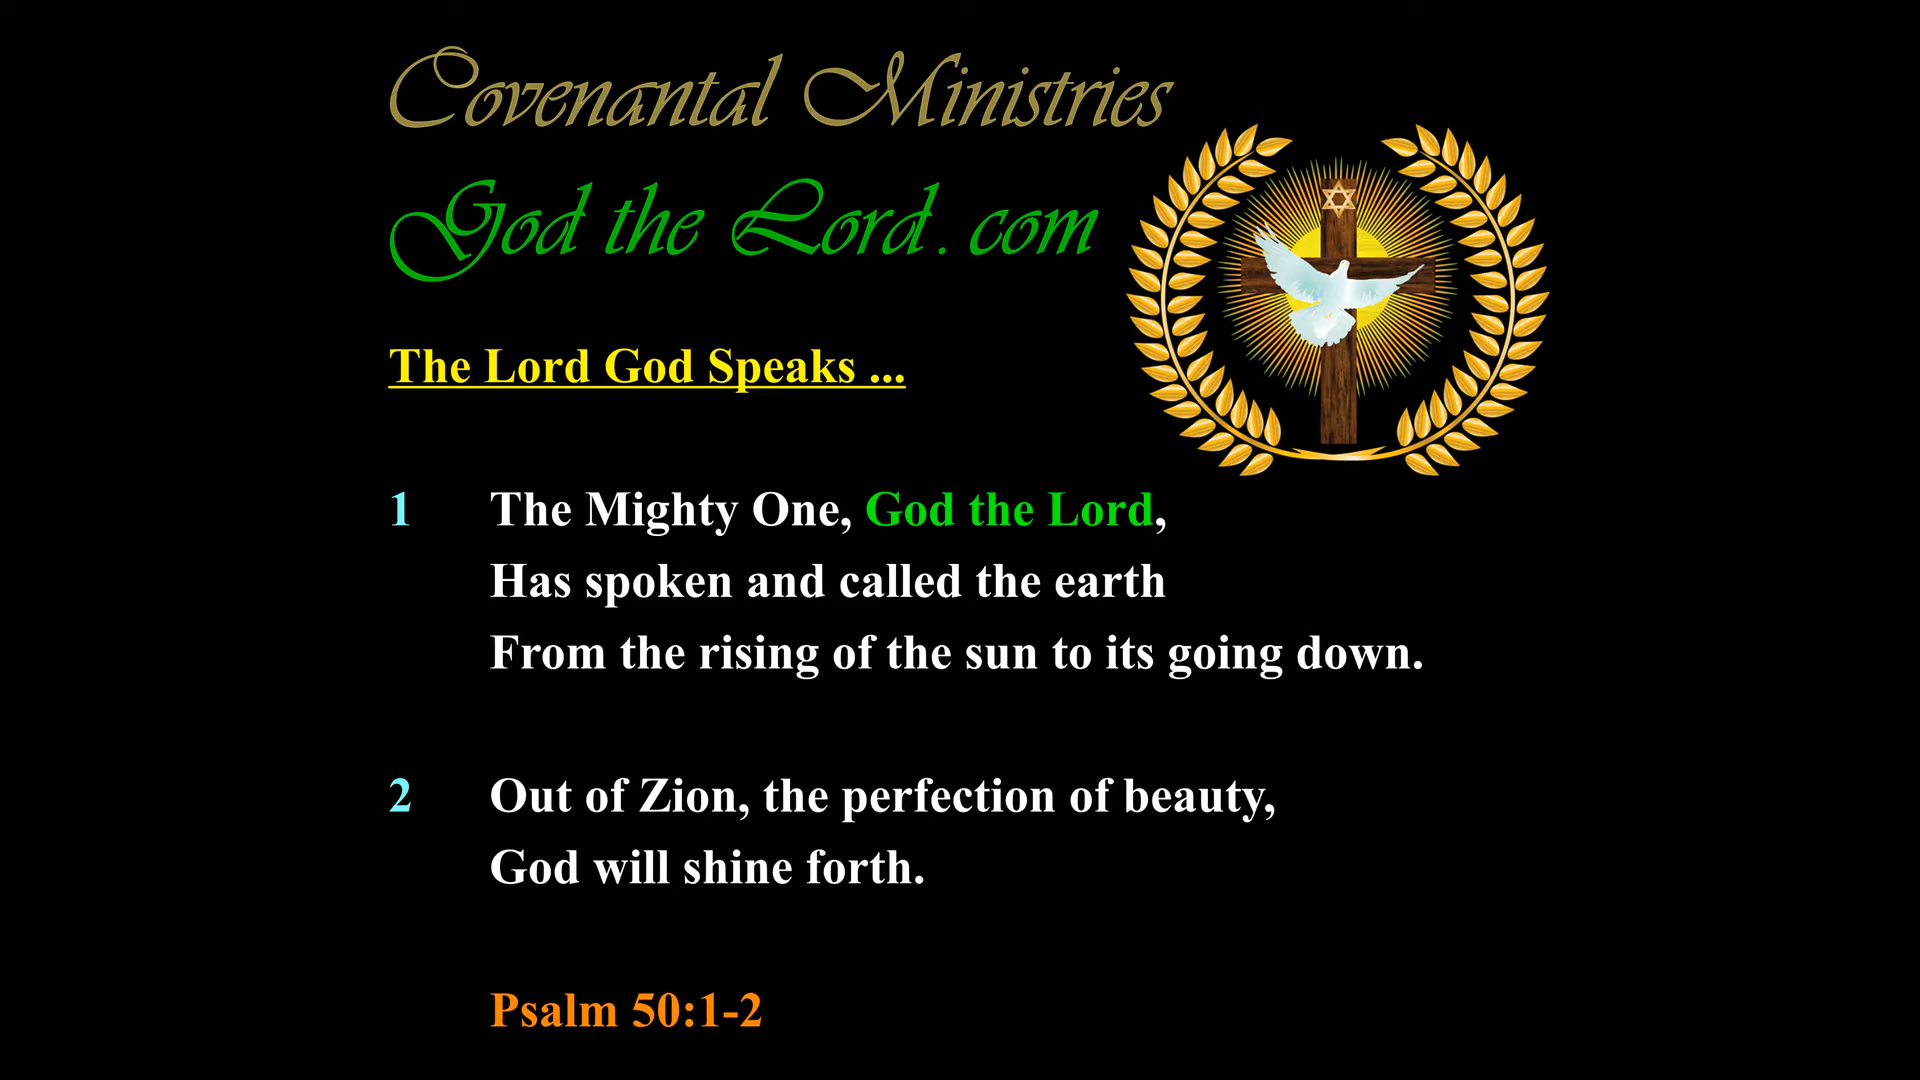 Covenantal Ministries
God the Lord.com
The Lord God Speaks ...
1 The Mighty One, God the Lord,
Has spoken and called the earth
From the rising of the sun to its going down.
2 Out of Zion, the perfection of beauty,
God will shine forth.
Psalm 50:1-2